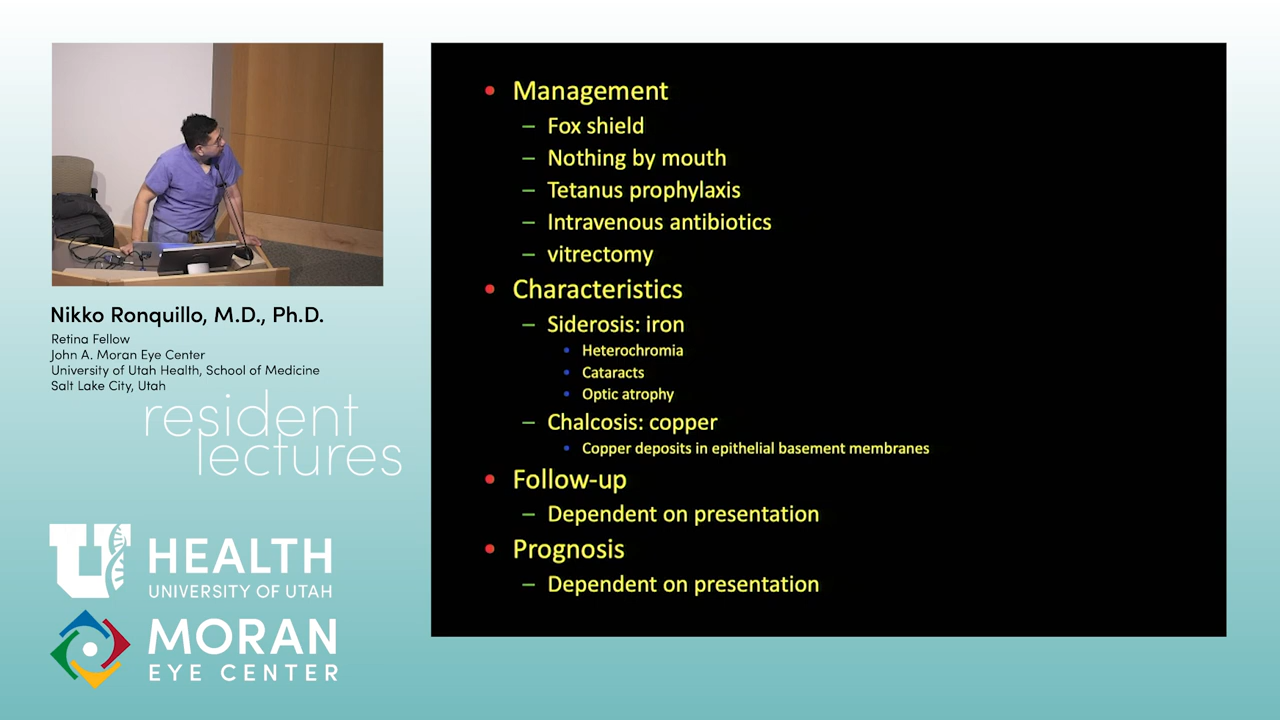 Nikko Ronquillo, M.D., Ph.D.
Retina Fellow
John A. Moran Eye Center
University of Utah Health, School of Medicine
Salt Lake City, Utah
resident
lectures
U
HEALTH
UNIVERSITY OF UTAH
MORAN
EYE CENTER
• Management
– Fox shield
– Nothing by mouth
– Tetanus prophylaxis
– Intravenous antibiotics
– vitrectomy
• Characteristics
– Siderosis: iron
• Heterochromia
• Cataracts
• Optic atrophy
– Chalcosis: copper
• Copper deposits in epithelial basement membranes
• Follow-up
– Dependent on presentation
• Prognosis
– Dependent on presentation